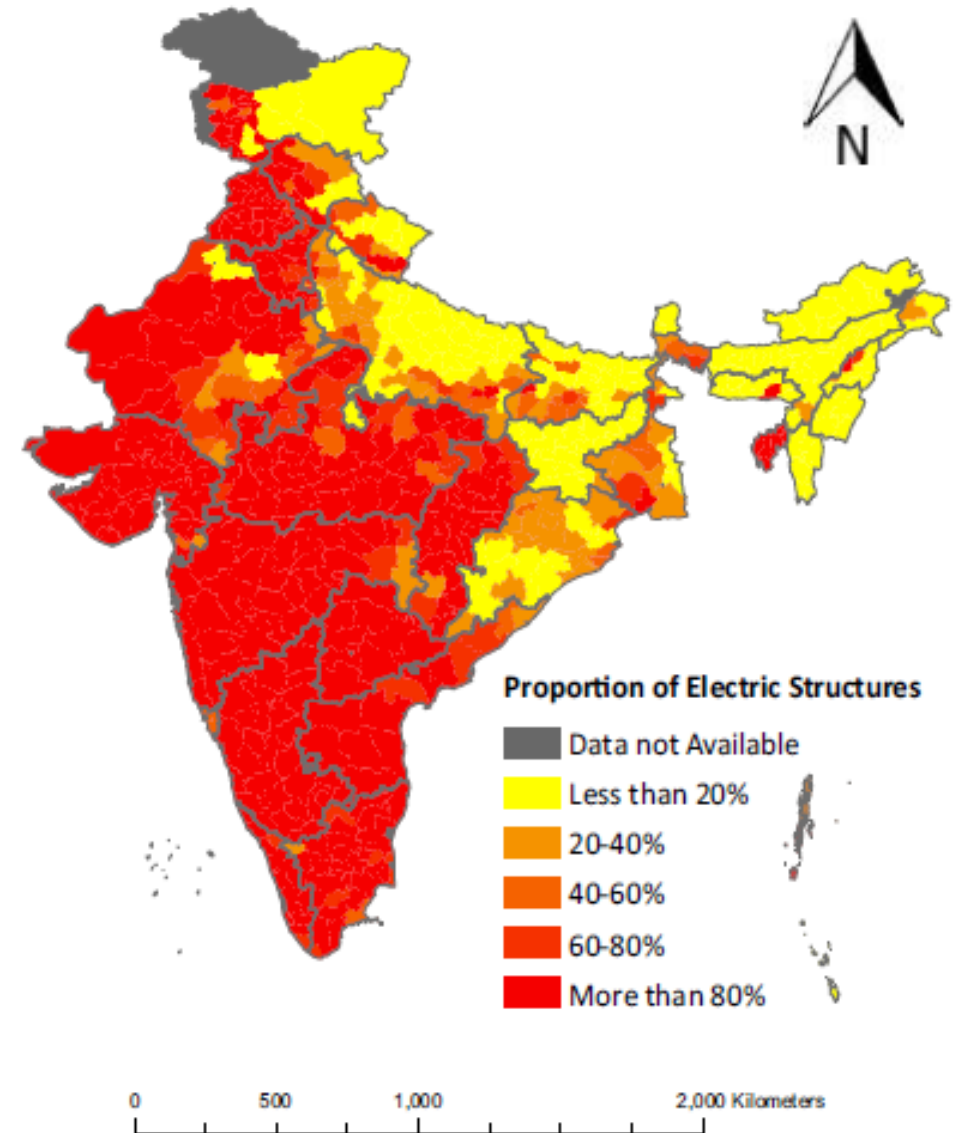 N
Proportion of Electric Structures
Data not Available
Less than 20%
20-40%
40-60%
60-80%
More than 80%
0 500 1,000 2,000 Kilometers